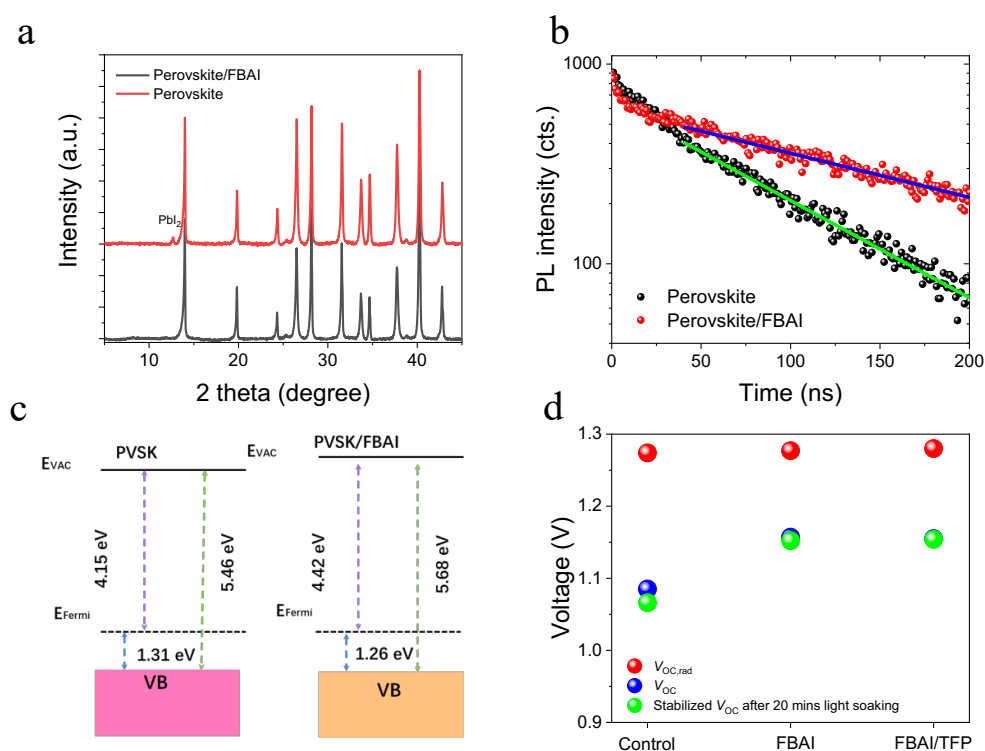 a
Perovskite/FBAI
Perovskite
PbI2
Intensity (a.u.)
10 20 30 40
2 theta (degree)
b
1000
100
PL intensity (cts.)
Perovskite
Perovskite/FBAI
0 50 100 150 200
Time (ns)
c
EVAC
PVSK
4.15 eV
5.46 eV
EFermi
1.31 eV
VB
EVAC
PVSK/FBAI
4.42 eV
5.68 eV
EFermi
1.26 eV
VB
d
1.3
1.2
1.1
1.0
0.9
Voltage (V)
VOC,rad
VOC
Stabilized VOC after 20 mins light soaking
Control FBAI FBAI/TFP